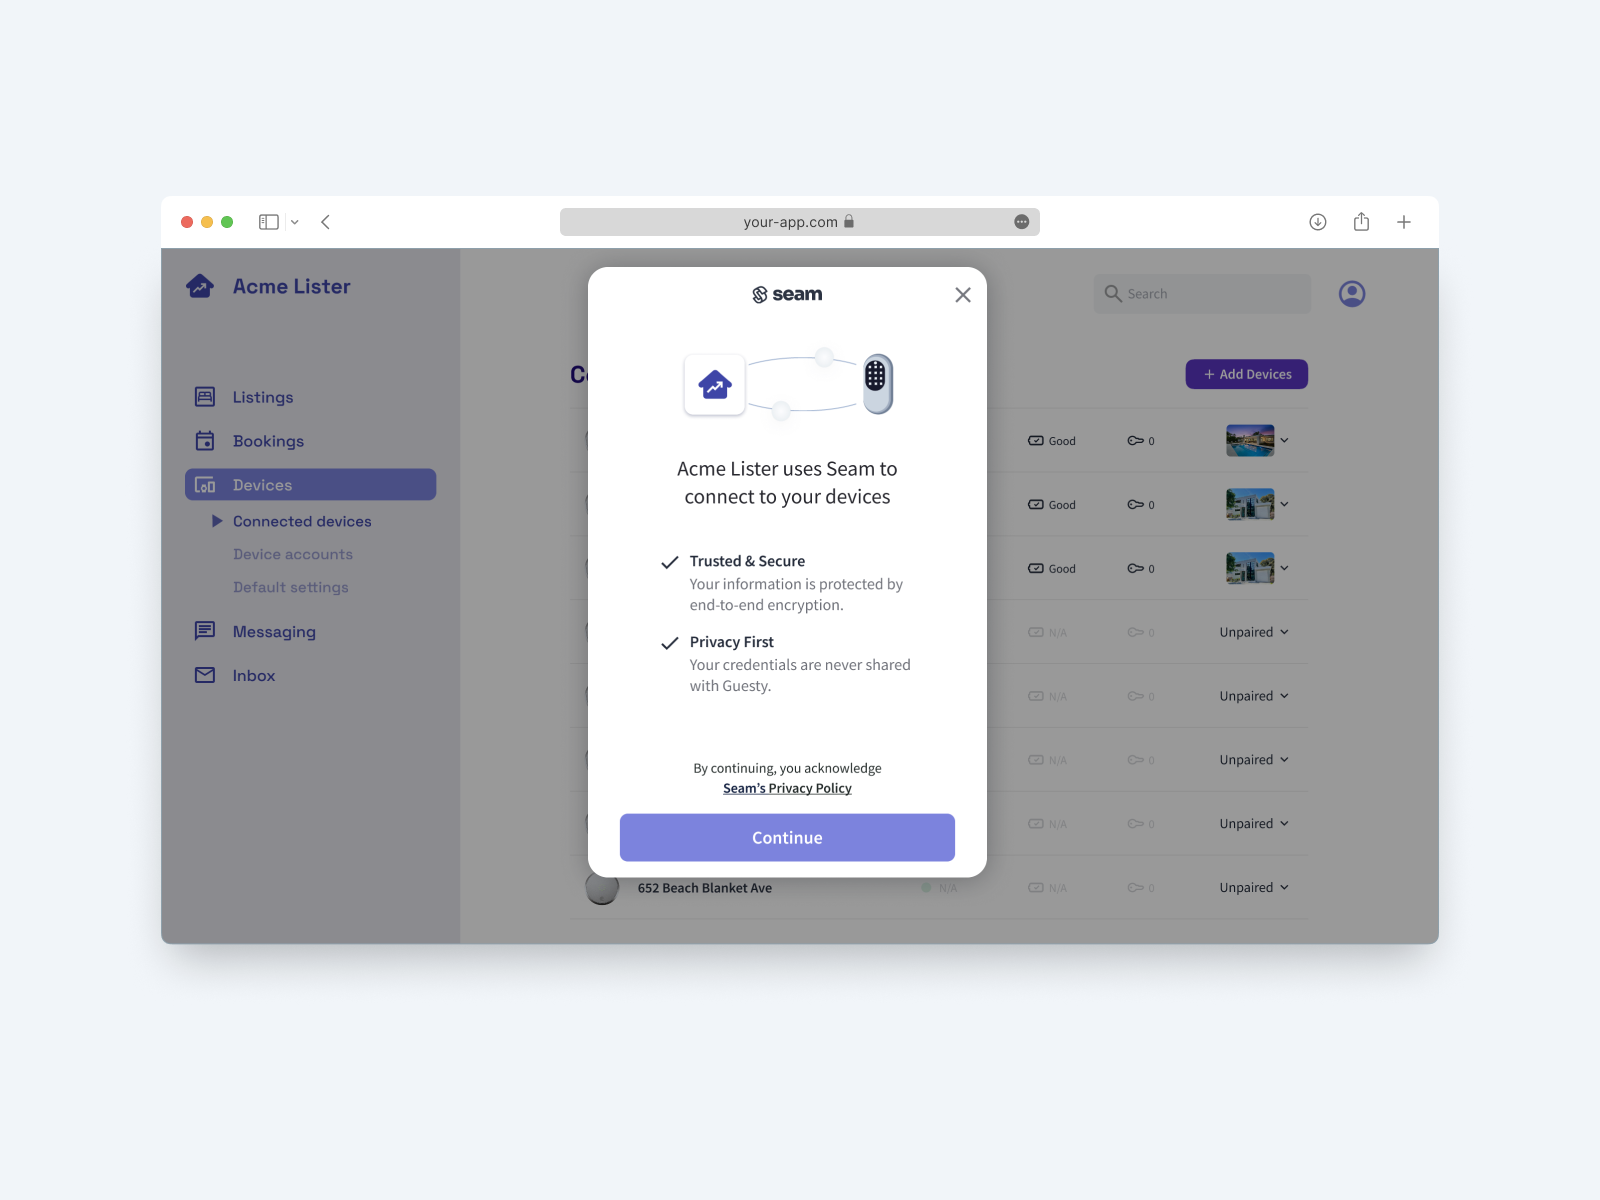 your-app.com
Acme Lister
Search
Listings
Bookings
Devices
Connected devices
Device accounts
Default settings
Messaging
Inbox
+ Add Devices
Good 0
Good 0
Good 0
N/A 0 Unpaired
N/A 0 Unpaired
N/A 0 Unpaired
N/A 0 Unpaired
652 Beach Blanket Ave N/A N/A 0 Unpaired
seam
Acme Lister uses Seam to
connect to your devices
Trusted & Secure
Your information is protected by
end-to-end encryption.
Privacy First
Your credentials are never shared
with Guesty.
By continuing, you acknowledge
Seam’s Privacy Policy
Continue